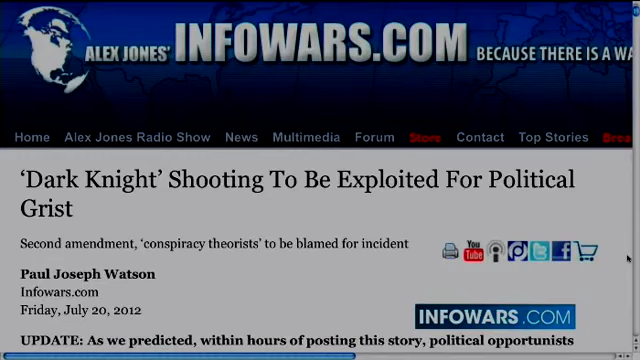 ALEX JONES' INFOWARS.COM BECAUSE THERE IS A WA
Home Alex Jones Radio Show News Multimedia Forum Store Contact Top Stories Brea
‘Dark Knight’ Shooting To Be Exploited For Political
Grist
Second amendment, ‘conspiracy theorists’ to be blamed for incident
You Tube
Paul Joseph Watson
Infowars.com
Friday, July 20, 2012
INFOWARS.COM
UPDATE: As we predicted, within hours of posting this story, political opportunists